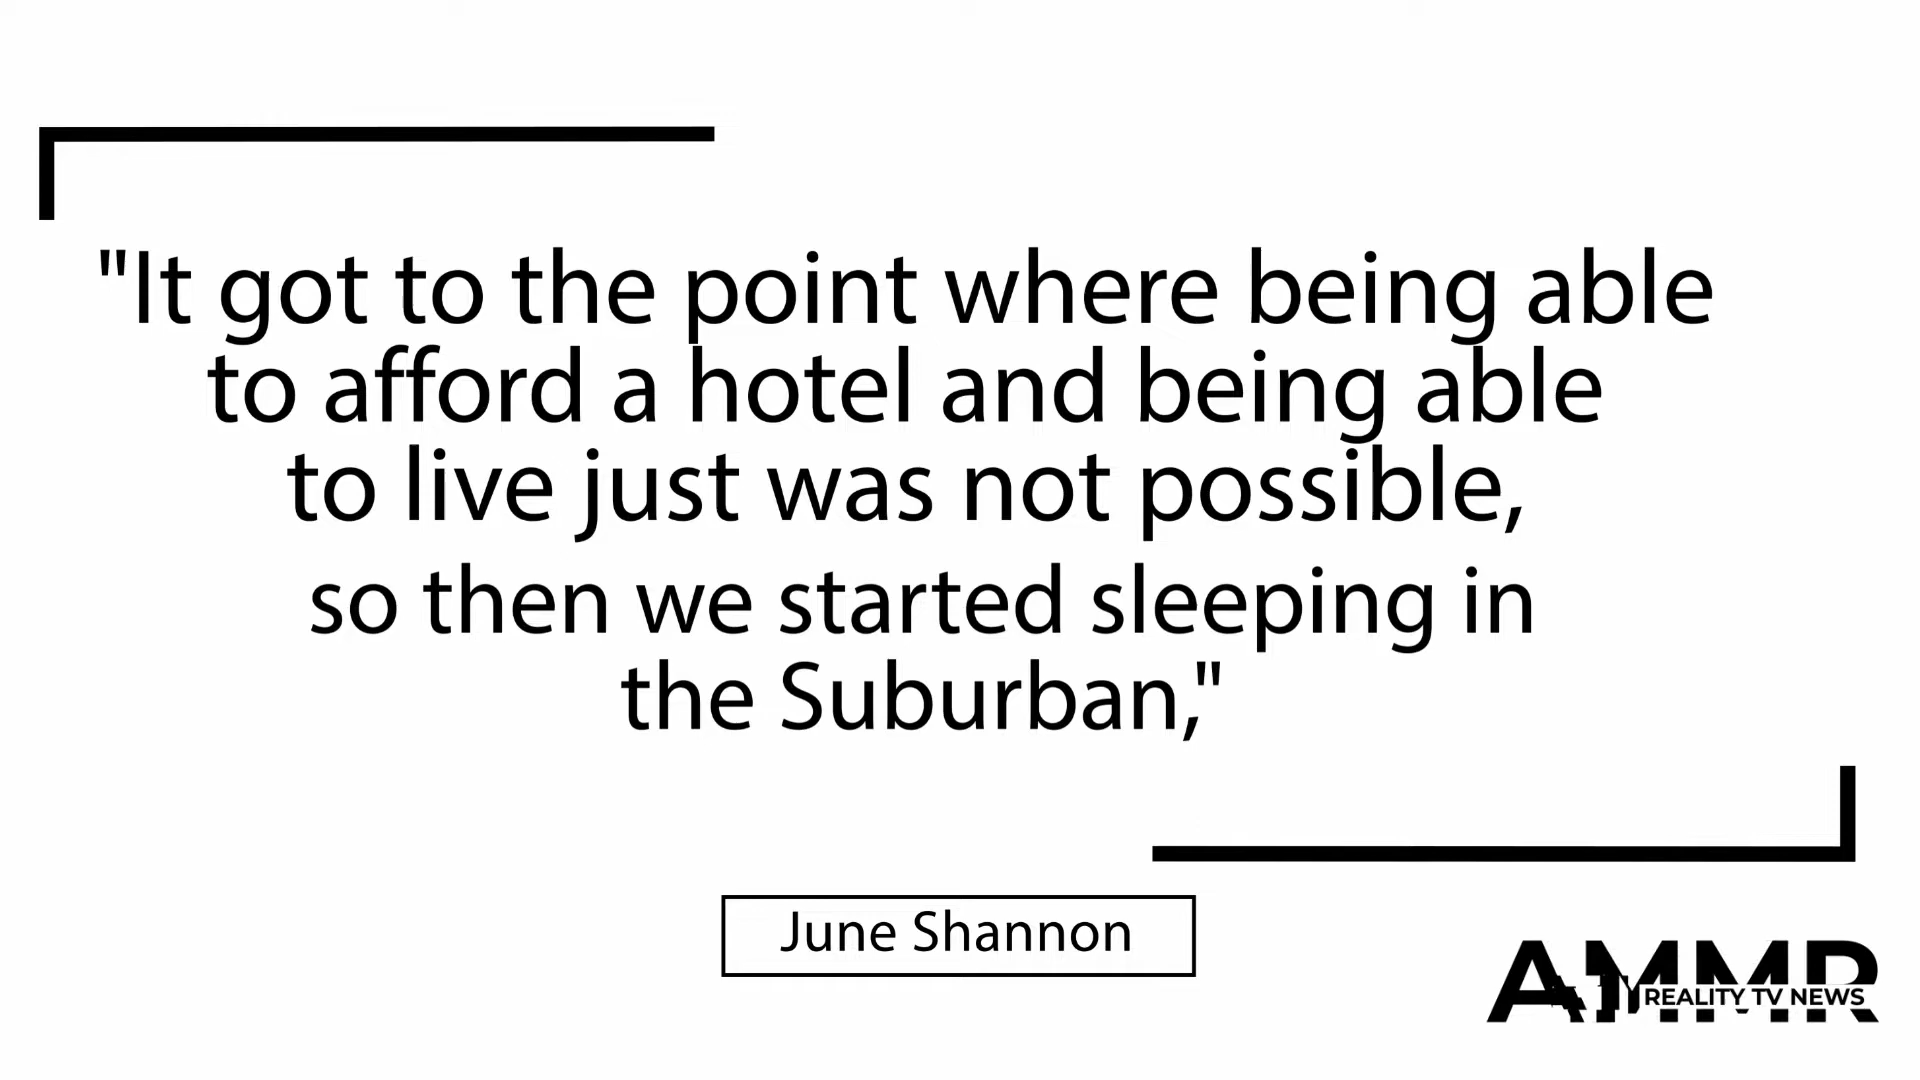 "It got to the point where being able
to afford a hotel and being able
to live just was not possible,
so then we started sleeping in
the Suburban,"
June Shannon
AMMR
REALITY TV NEWS